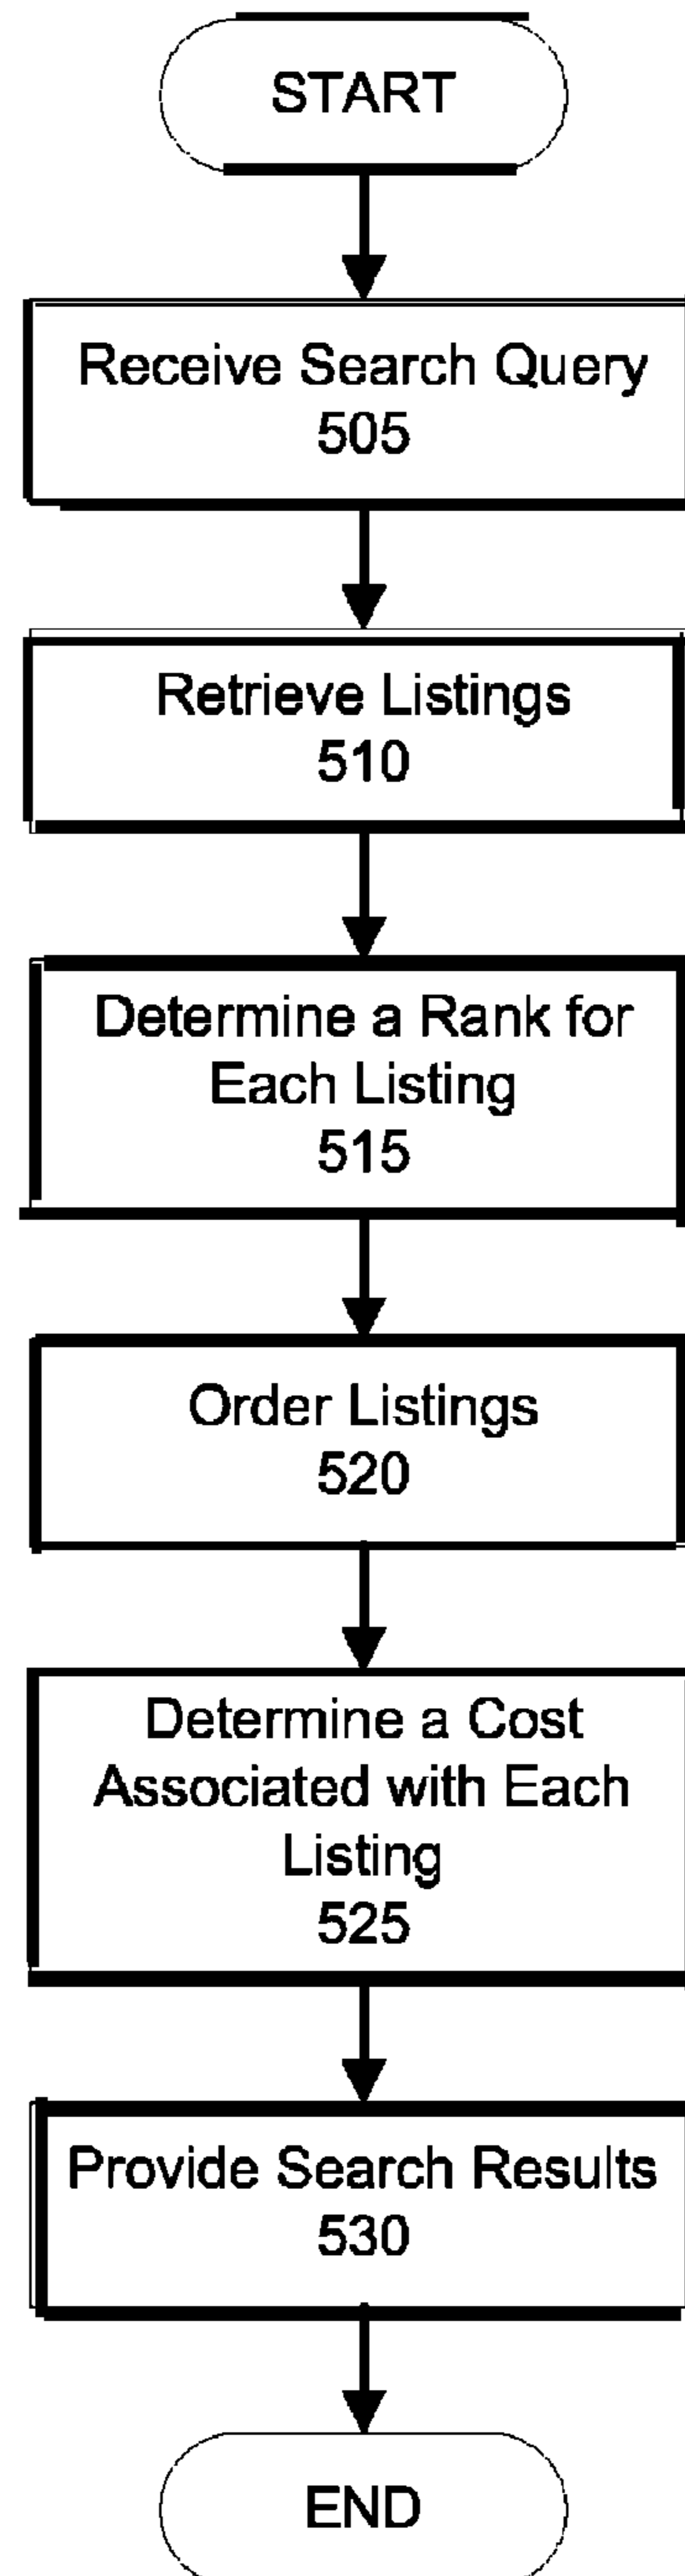 START
Receive Search Query
505
Retrieve Listings
510
Determine a Rank for
Each Listing
515
Order Listings
520
Determine a Cost
Associated with Each
Listing
525
Provide Search Results
530
END